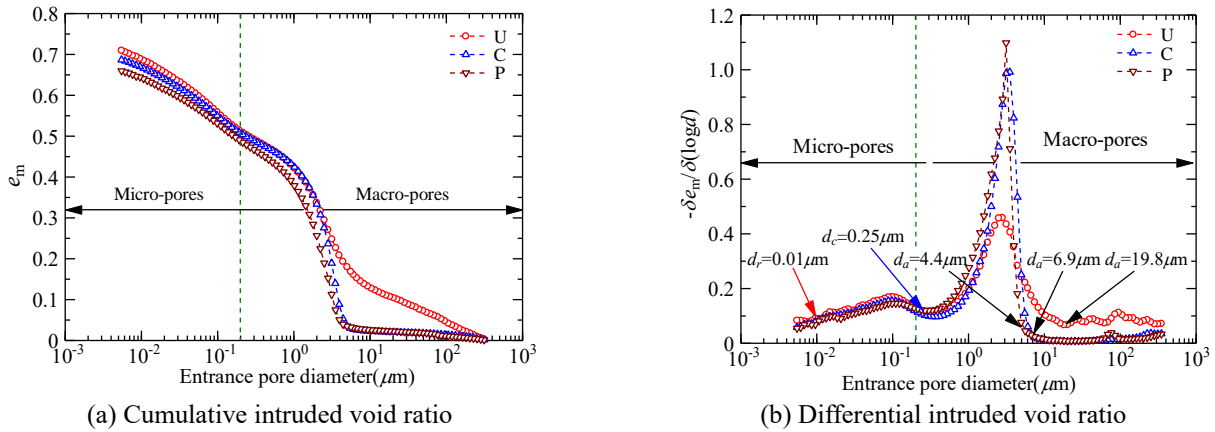 0.8
0.7
0.6
0.5
0.4
0.3
0.2
0.1
0
e_m
U
C
P
Micro-pores
Macro-pores
10^-3 10^-2 10^-1 10^0 10^1 10^2 10^3
Entrance pore diameter(μm)
(a) Cumulative intruded void ratio
1.2
1.0
0.8
0.6
0.4
0.2
0.0
-δe_m/δ(logd)
U
C
P
Micro-pores
Macro-pores
d_r=0.01μm
d_c=0.25μm
d_a=4.4μm
d_a=6.9μm
d_a=19.8μm
10^-3 10^-2 10^-1 10^0 10^1 10^2 10^3
Entrance pore diameter(μm)
(b) Differential intruded void ratio